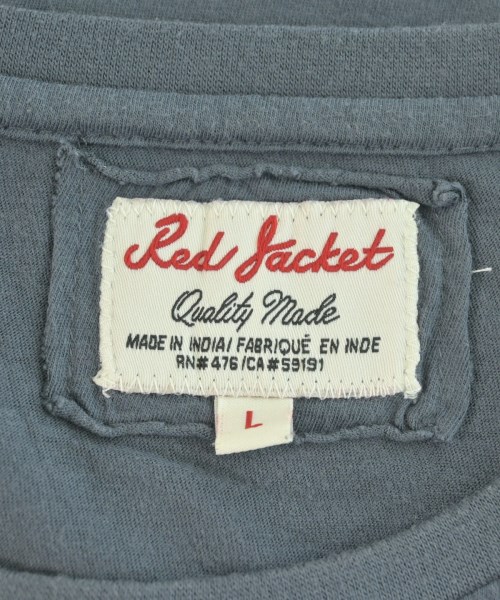 Red Jacket
Quality Made
MADE IN INDIA/ FABRIQUÉ EN INDE
RN# 476/CA# 59191
L